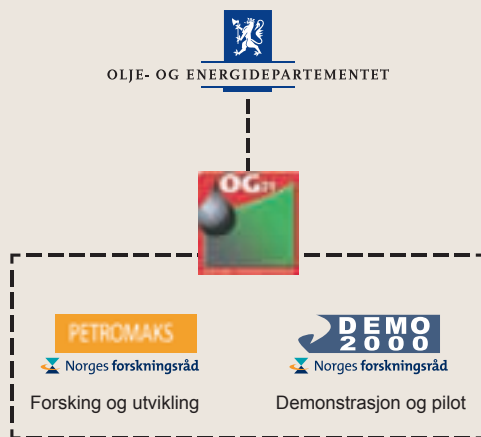 OLJE- OG ENERGIDEPARTEMENTET
OG21
PETROMAKS
DEMO
2000
Norges forskningsråd
Norges forskningsråd
Forsking og utvikling
Demonstrasjon og pilot